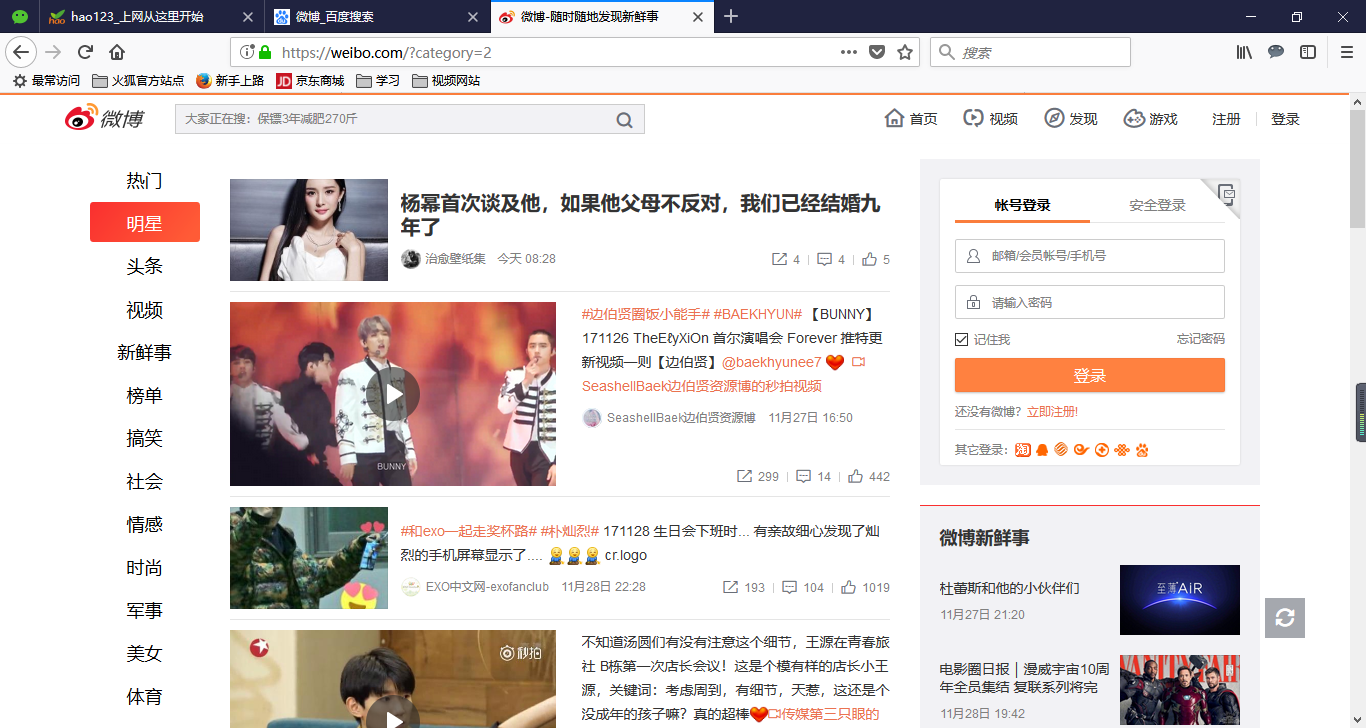 hao123_上网从这里开始
微博_百度搜索
微博-随时随地发现新鲜事
https://weibo.com/?category=2
搜索
最常访问 火狐官方站点 新手上路 JD 京东商城 学习 视频网站
微博
大家正在搜：保镖3年减肥270斤
首页 视频 发现 游戏 注册 登录
热门
明星
头条
视频
新鲜事
榜单
搞笑
社会
情感
时尚
军事
美女
体育
杨幂首次谈及他，如果他父母不反对，我们已经结婚九
年了
治愈壁纸集 今天 08:28
4 4 5
BUNNY
#边伯贤圈饭小能手# #BAEKHYUN# 【BUNNY】
171126 TheEℓyXiOn 首尔演唱会 Forever 推特更
新视频一则【边伯贤】@baekhyunee7
SeashellBaek边伯贤资源博的秒拍视频
SeashellBaek边伯贤资源博 11月27日 16:50
299 14 442
#和exo一起走奖杯路# #朴灿烈# 171128 生日会下班时... 有亲故细心发现了灿
烈的手机屏幕显示了.... cr.logo
EXO中文网-exofanclub 11月28日 22:28
193 104 1019
秒拍
不知道汤圆们有没有注意这个细节，王源在青春旅
社 B栋第一次店长会议！这是个模有样的店长小王
源，关键词：考虑周到，有细节，天惹，这还是个
没成年的孩子嘛？真的超棒 传媒第三只眼的
帐号登录 安全登录
邮箱/会员帐号/手机号
请输入密码
记住我 忘记密码
登录
还没有微博？立即注册!
其它登录：
微博新鲜事
杜蕾斯和他的小伙伴们
11月27日 21:20
至薄AIR
电影圈日报｜漫威宇宙10周
年全员集结 复联系列将完
11月28日 19:42